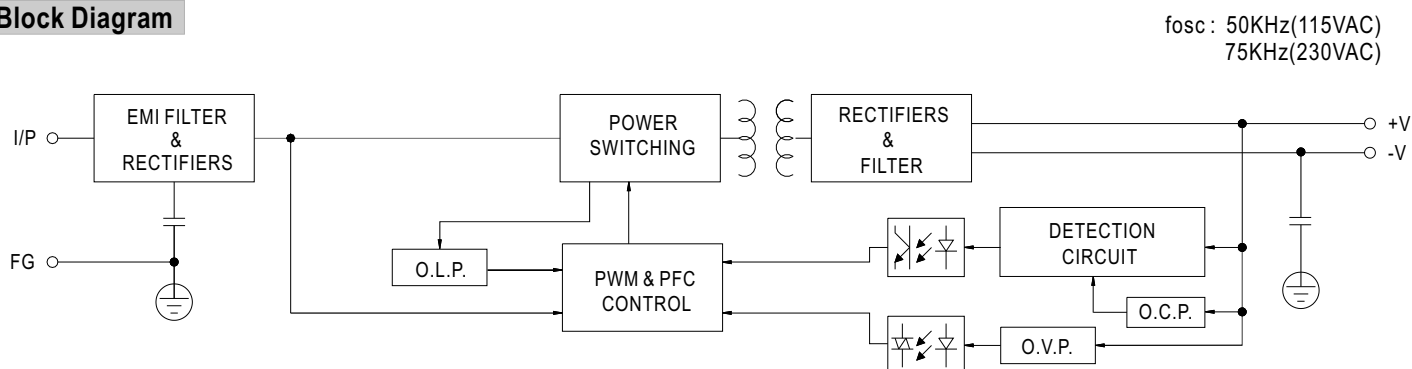 Block Diagram
fosc : 50KHz(115VAC)
75KHz(230VAC)
I/P
EMI FILTER
&
RECTIFIERS
POWER
SWITCHING
RECTIFIERS
&
FILTER
+V
-V
FG
O.L.P.
PWM & PFC
CONTROL
DETECTION
CIRCUIT
O.C.P.
O.V.P.